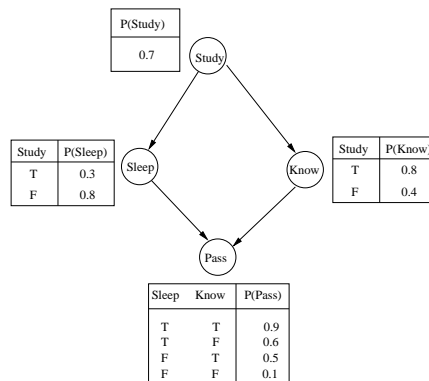 P(Study)
0.7
Study
Study P(Sleep)
T 0.3
F 0.8
Sleep
Know
Study P(Know)
T 0.8
F 0.4
Pass
Sleep Know P(Pass)
T T 0.9
T F 0.6
F T 0.5
F F 0.1